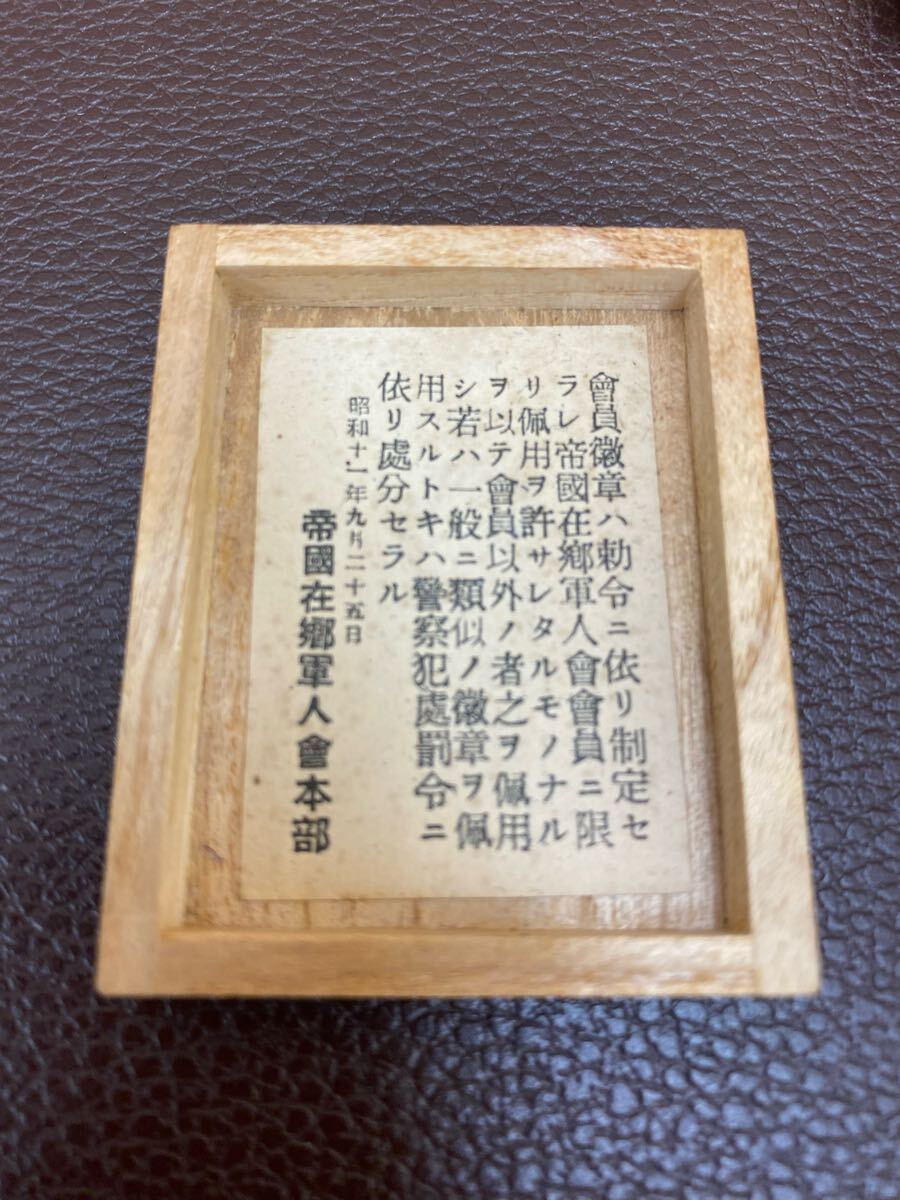 會員徽章ハ勅令ニ依リ制定セ
ラレ帝國在鄕軍人會會員ニ限
リ佩用ヲ許サレタルモノナル
ヲ以テ會員以外ノ者之ヲ佩用
シ若ハ一般ニ類似ノ徽章ヲ佩
用スルトキハ警察犯處罰令ニ
依リ處分セラル
昭和十一年九月二十五日
帝國在鄕軍人會本部